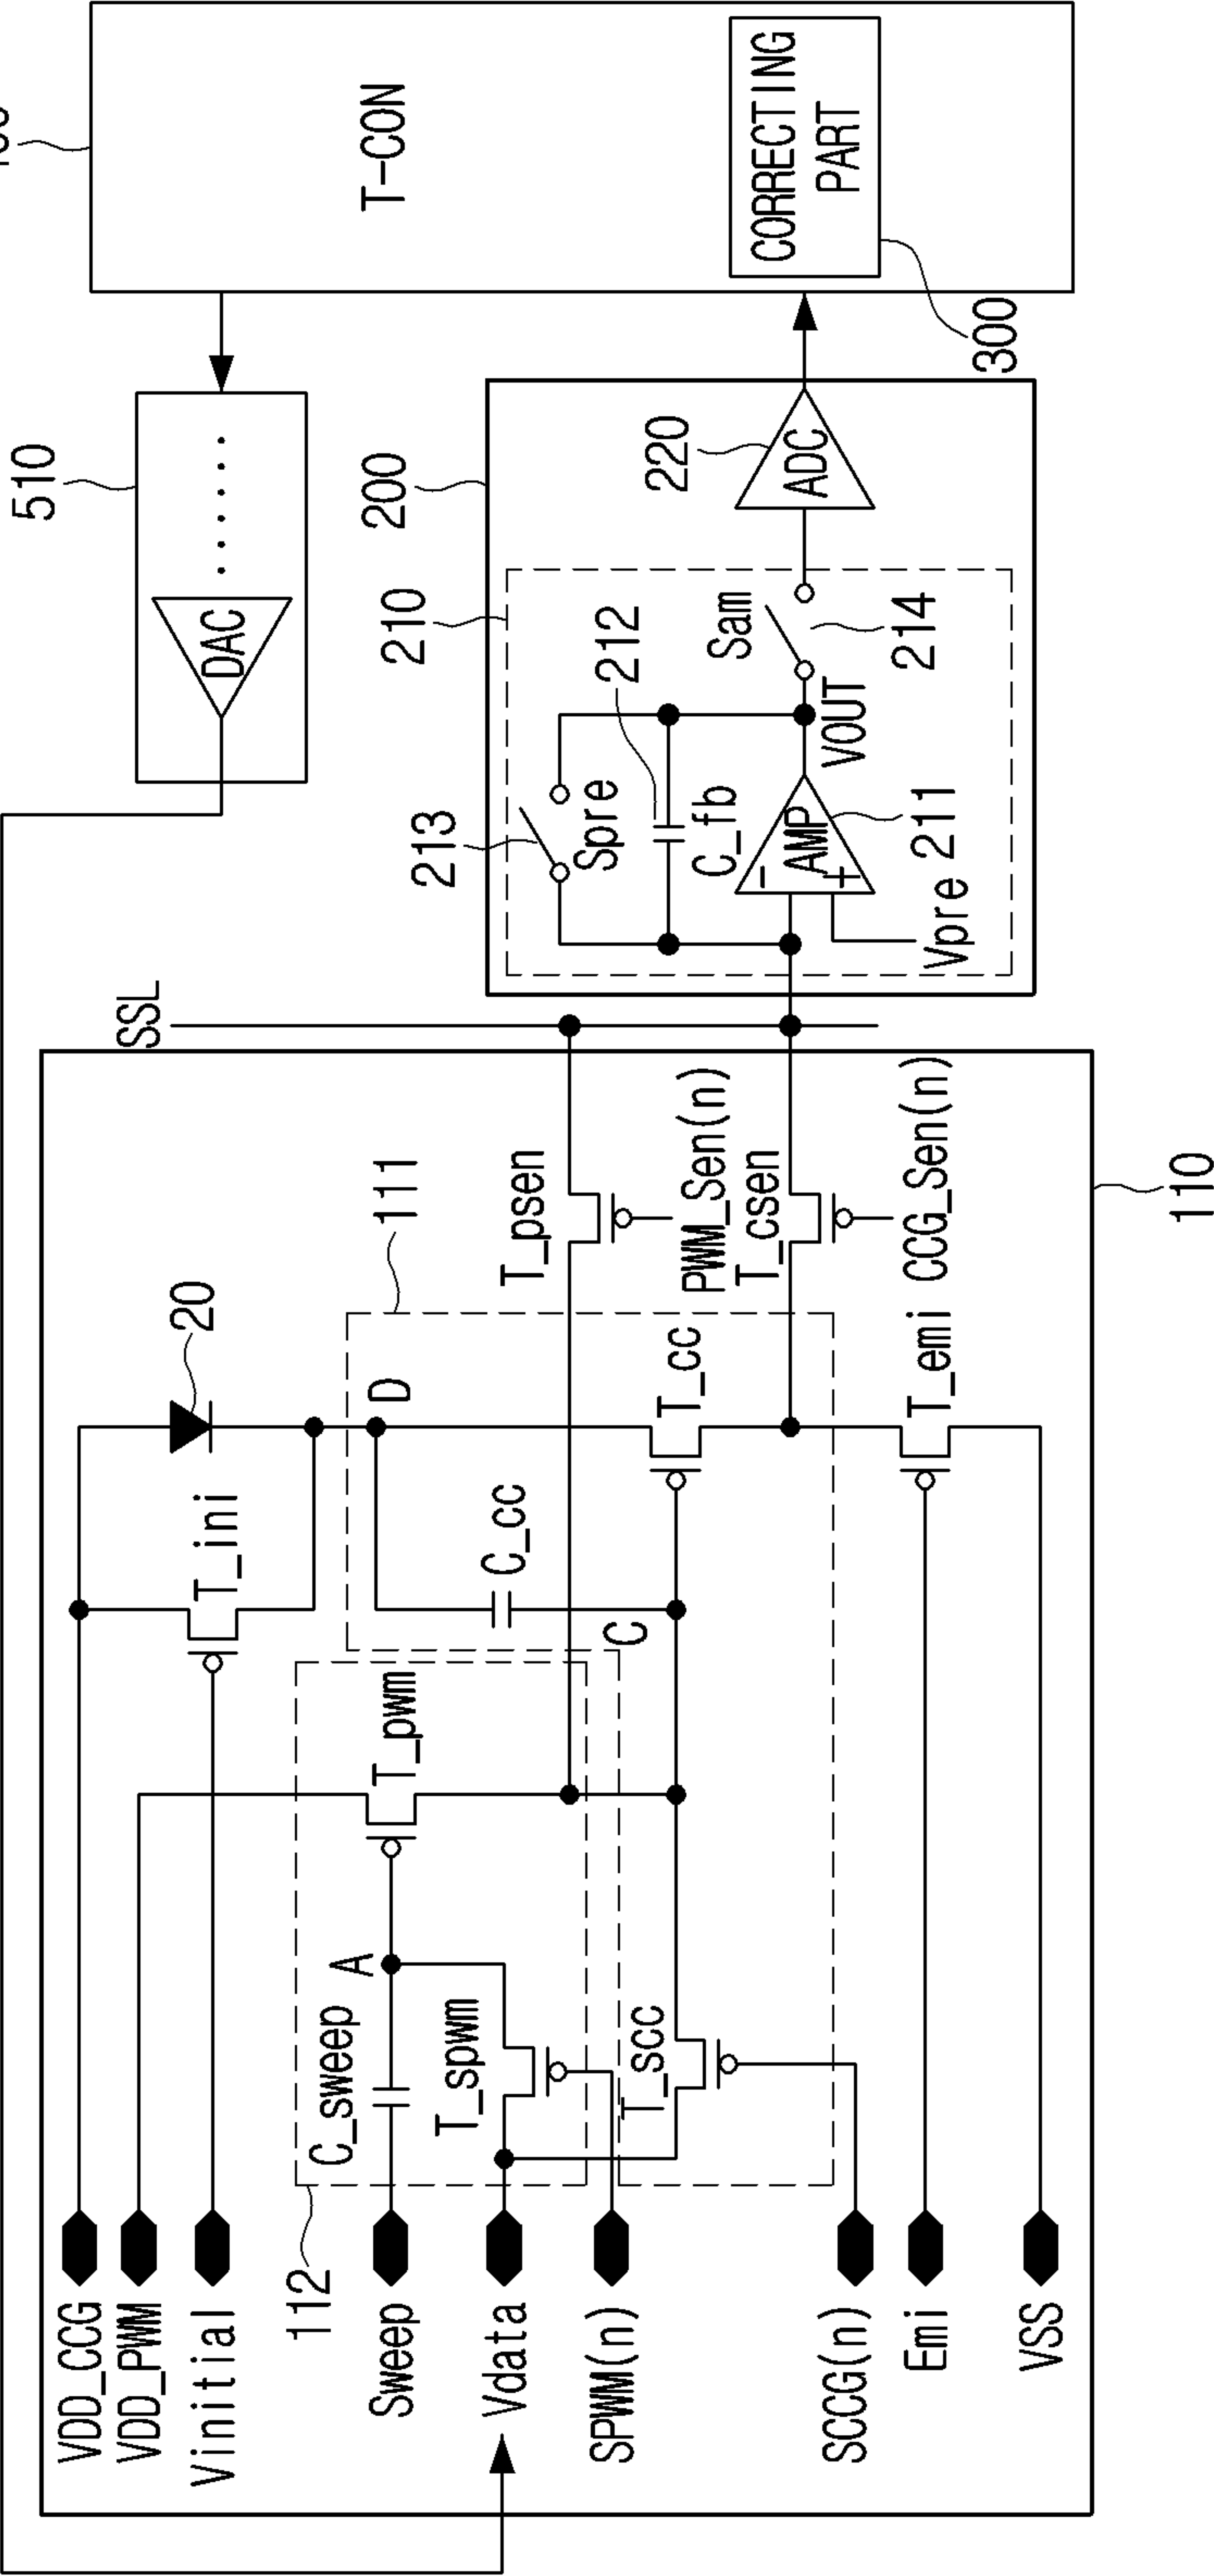 T-CON
CORRECTING
PART
300
510
DAC
200
210
220
ADC
212
Sam
214
213
Spre
C_fb
VOUT
AMP
-
+
211
Vpre
SSL
111
T_psen
PWM_Sen(n)
T_csen
CCG_Sen(n)
110
20
D
T_cc
T_emi
T_ini
C_cc
C
T_pwm
A
C_sweep
T_spwm
T_scc
112
VDD_CCG
VDD_PWM
Vinitial
Sweep
Vdata
SPWM(n)
SCCG(n)
Emi
VSS